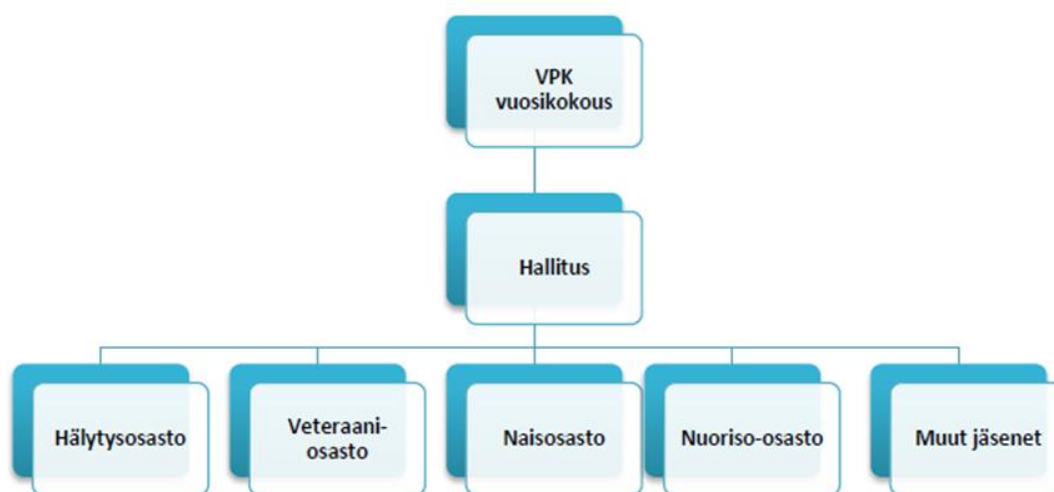 VPK
vuosikokous
Hallitus
Hälytysosasto
Veteraani-
osasto
Naisosasto
Nuoriso-osasto
Muut jäsenet